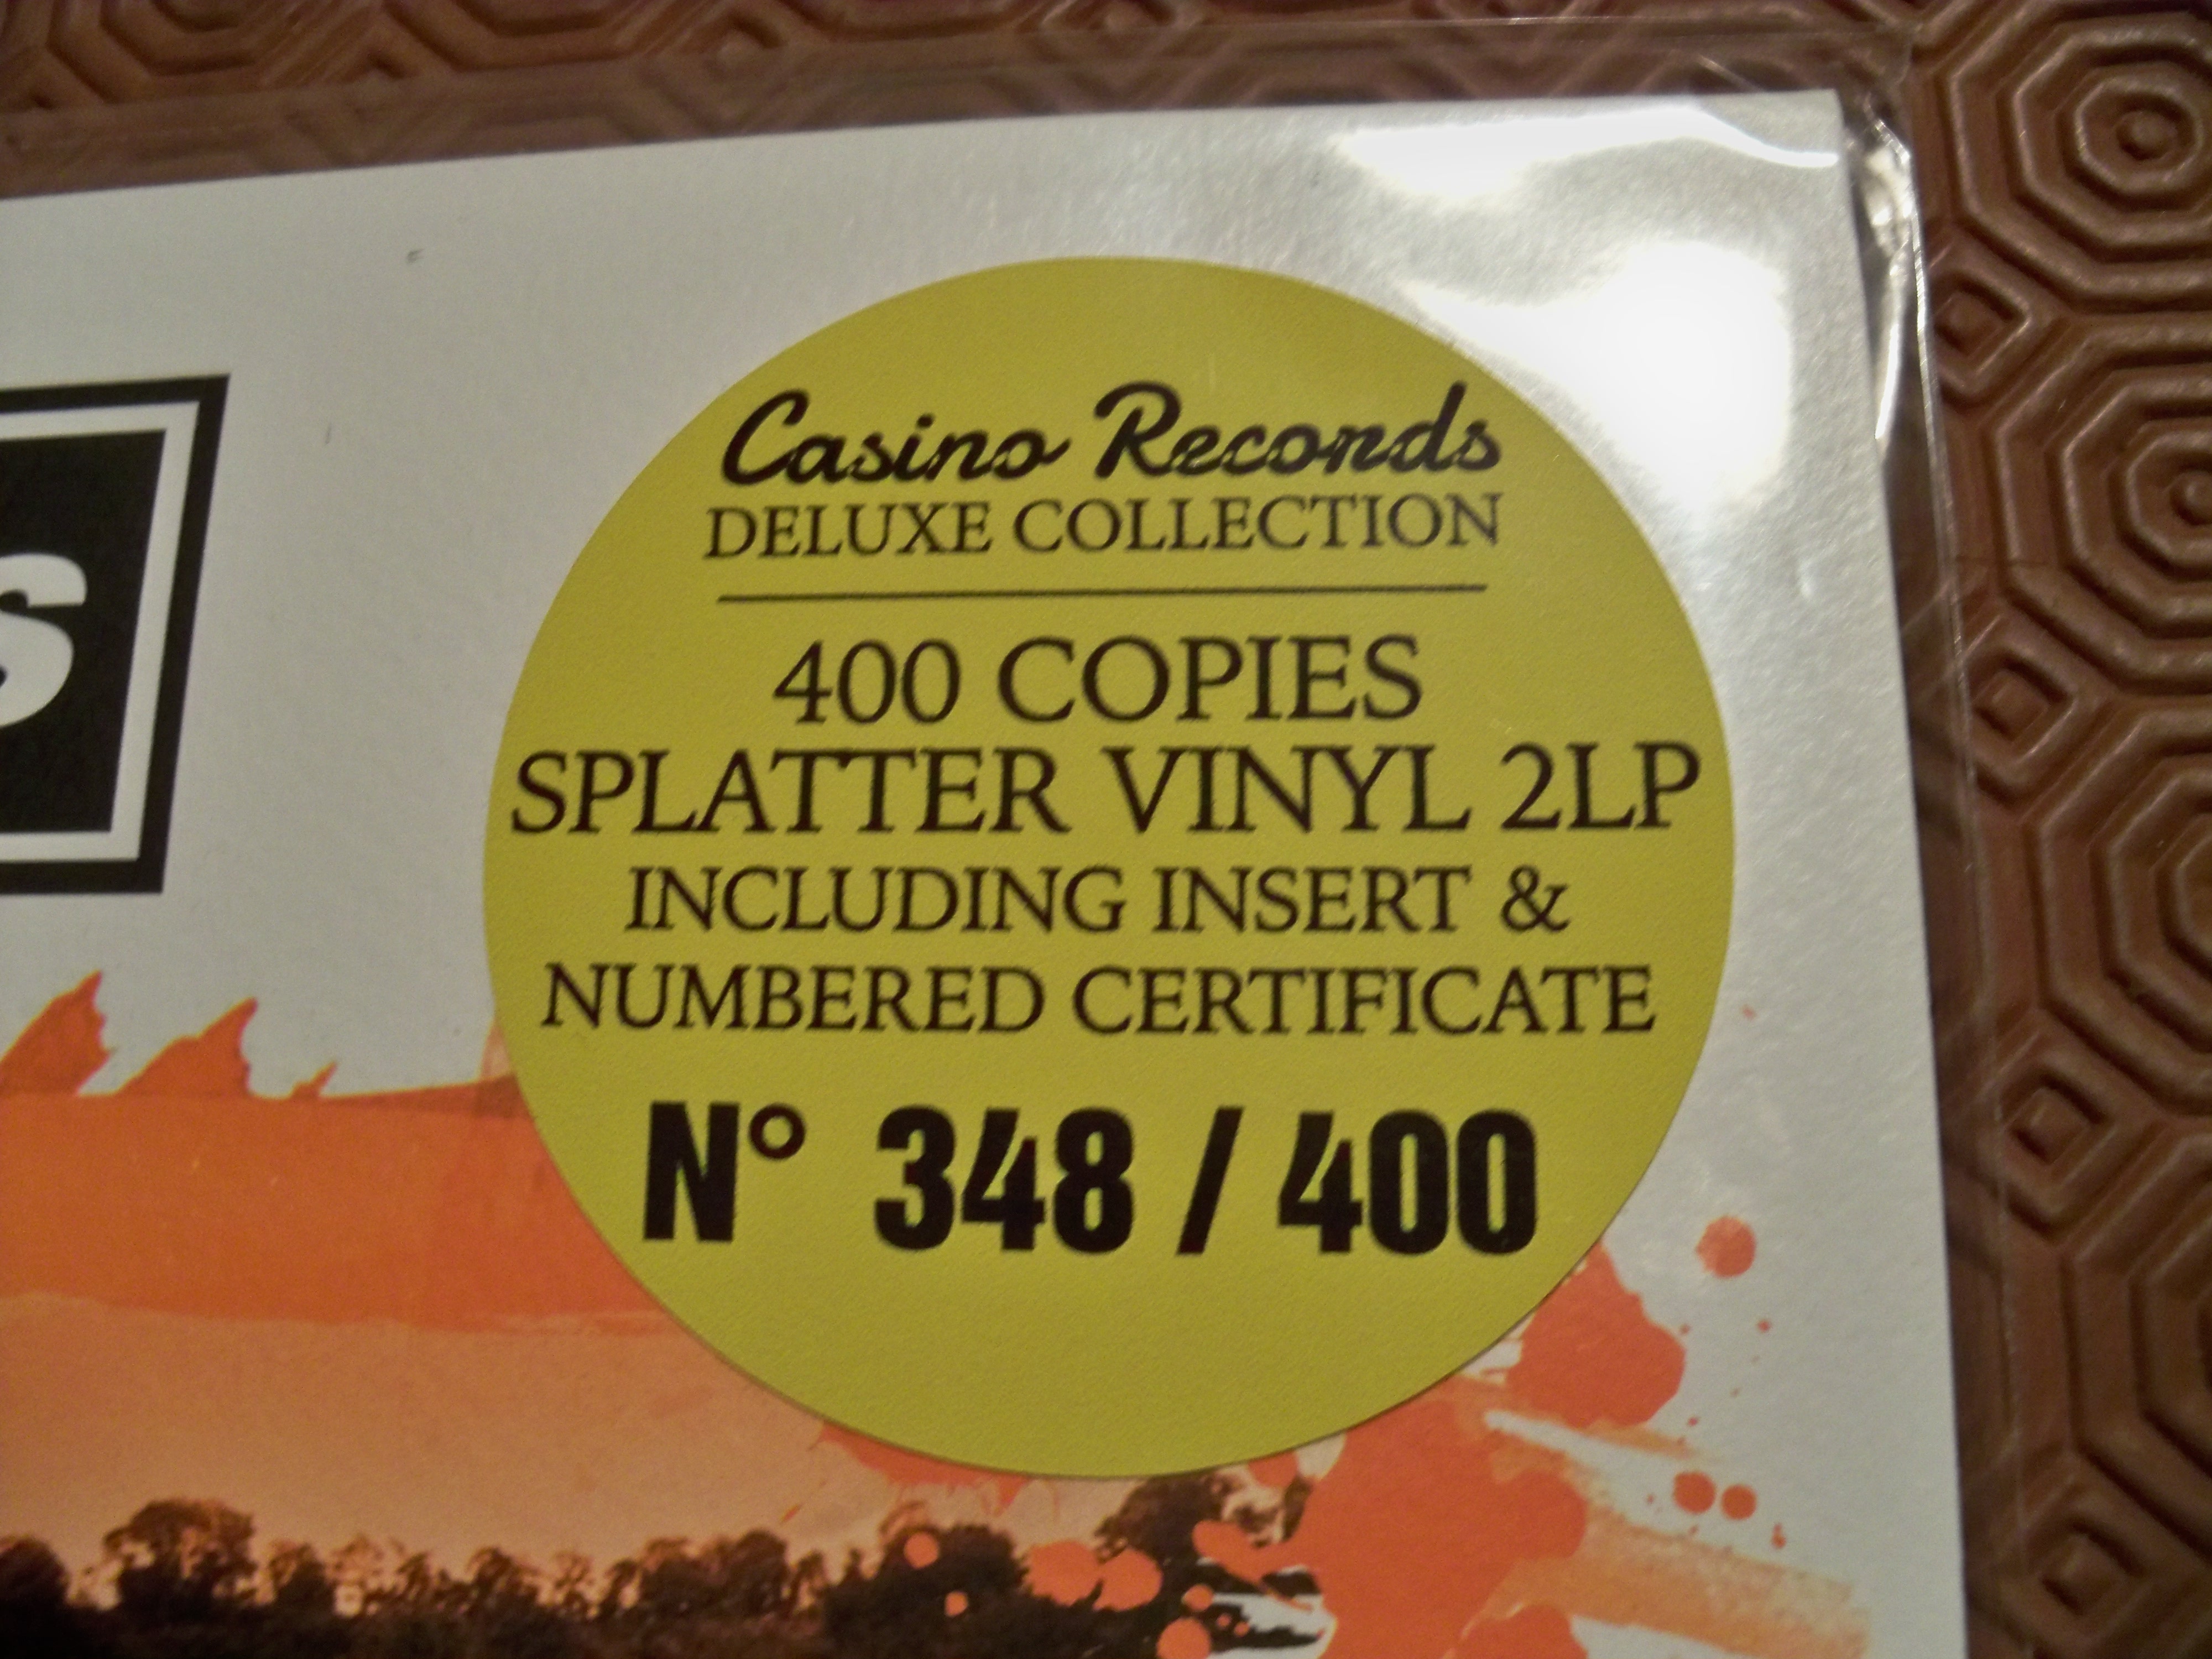 s
Casino Records
DELUXE COLLECTION
400 COPIES
SPLATTER VINYL 2LP
INCLUDING INSERT &
NUMBERED CERTIFICATE
N° 348 / 400